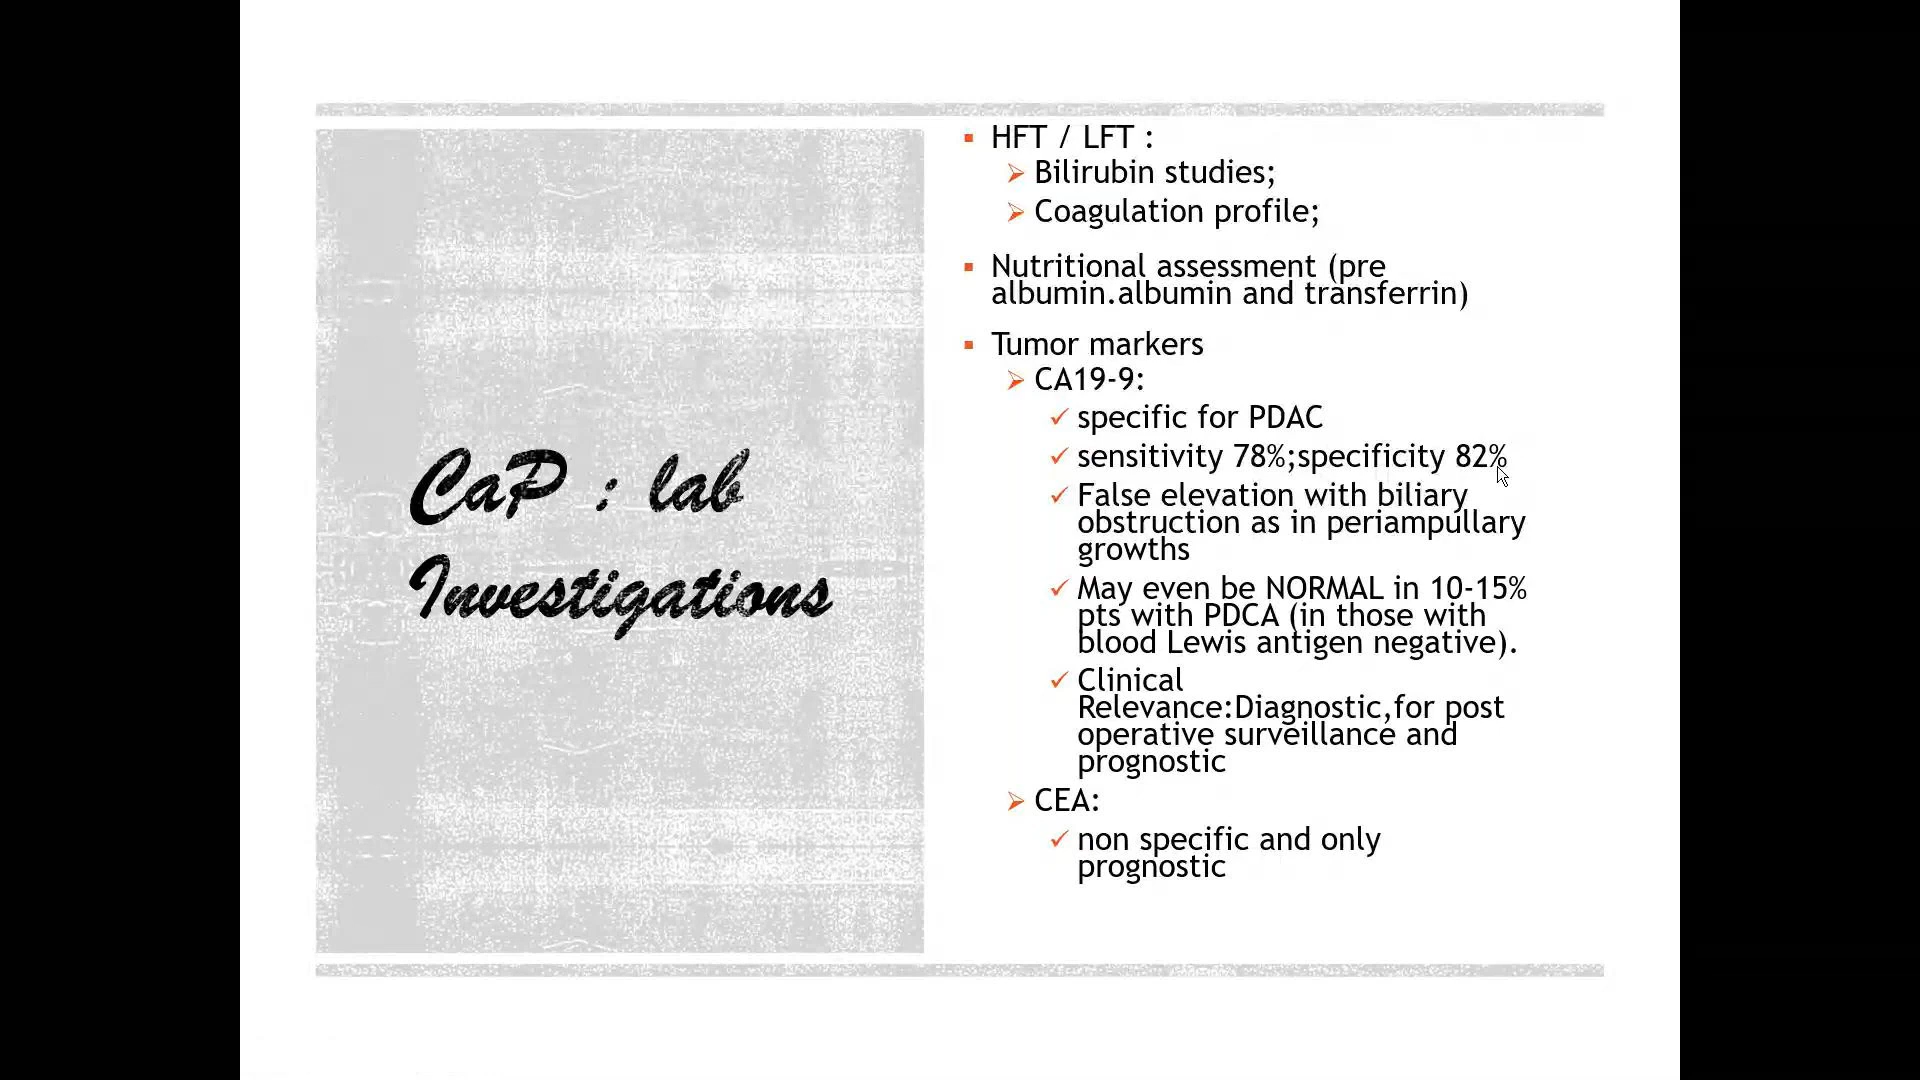 CaP : lab
Investigations
HFT / LFT :
Bilirubin studies;
Coagulation profile;
Nutritional assessment (pre
albumin.albumin and transferrin)
Tumor markers
CA19-9:
specific for PDAC
sensitivity 78%;specificity 82%
False elevation with biliary
obstruction as in periampullary
growths
May even be NORMAL in 10-15%
pts with PDCA (in those with
blood Lewis antigen negative).
Clinical
Relevance:Diagnostic,for post
operative surveillance and
prognostic
CEA:
non specific and only
prognostic